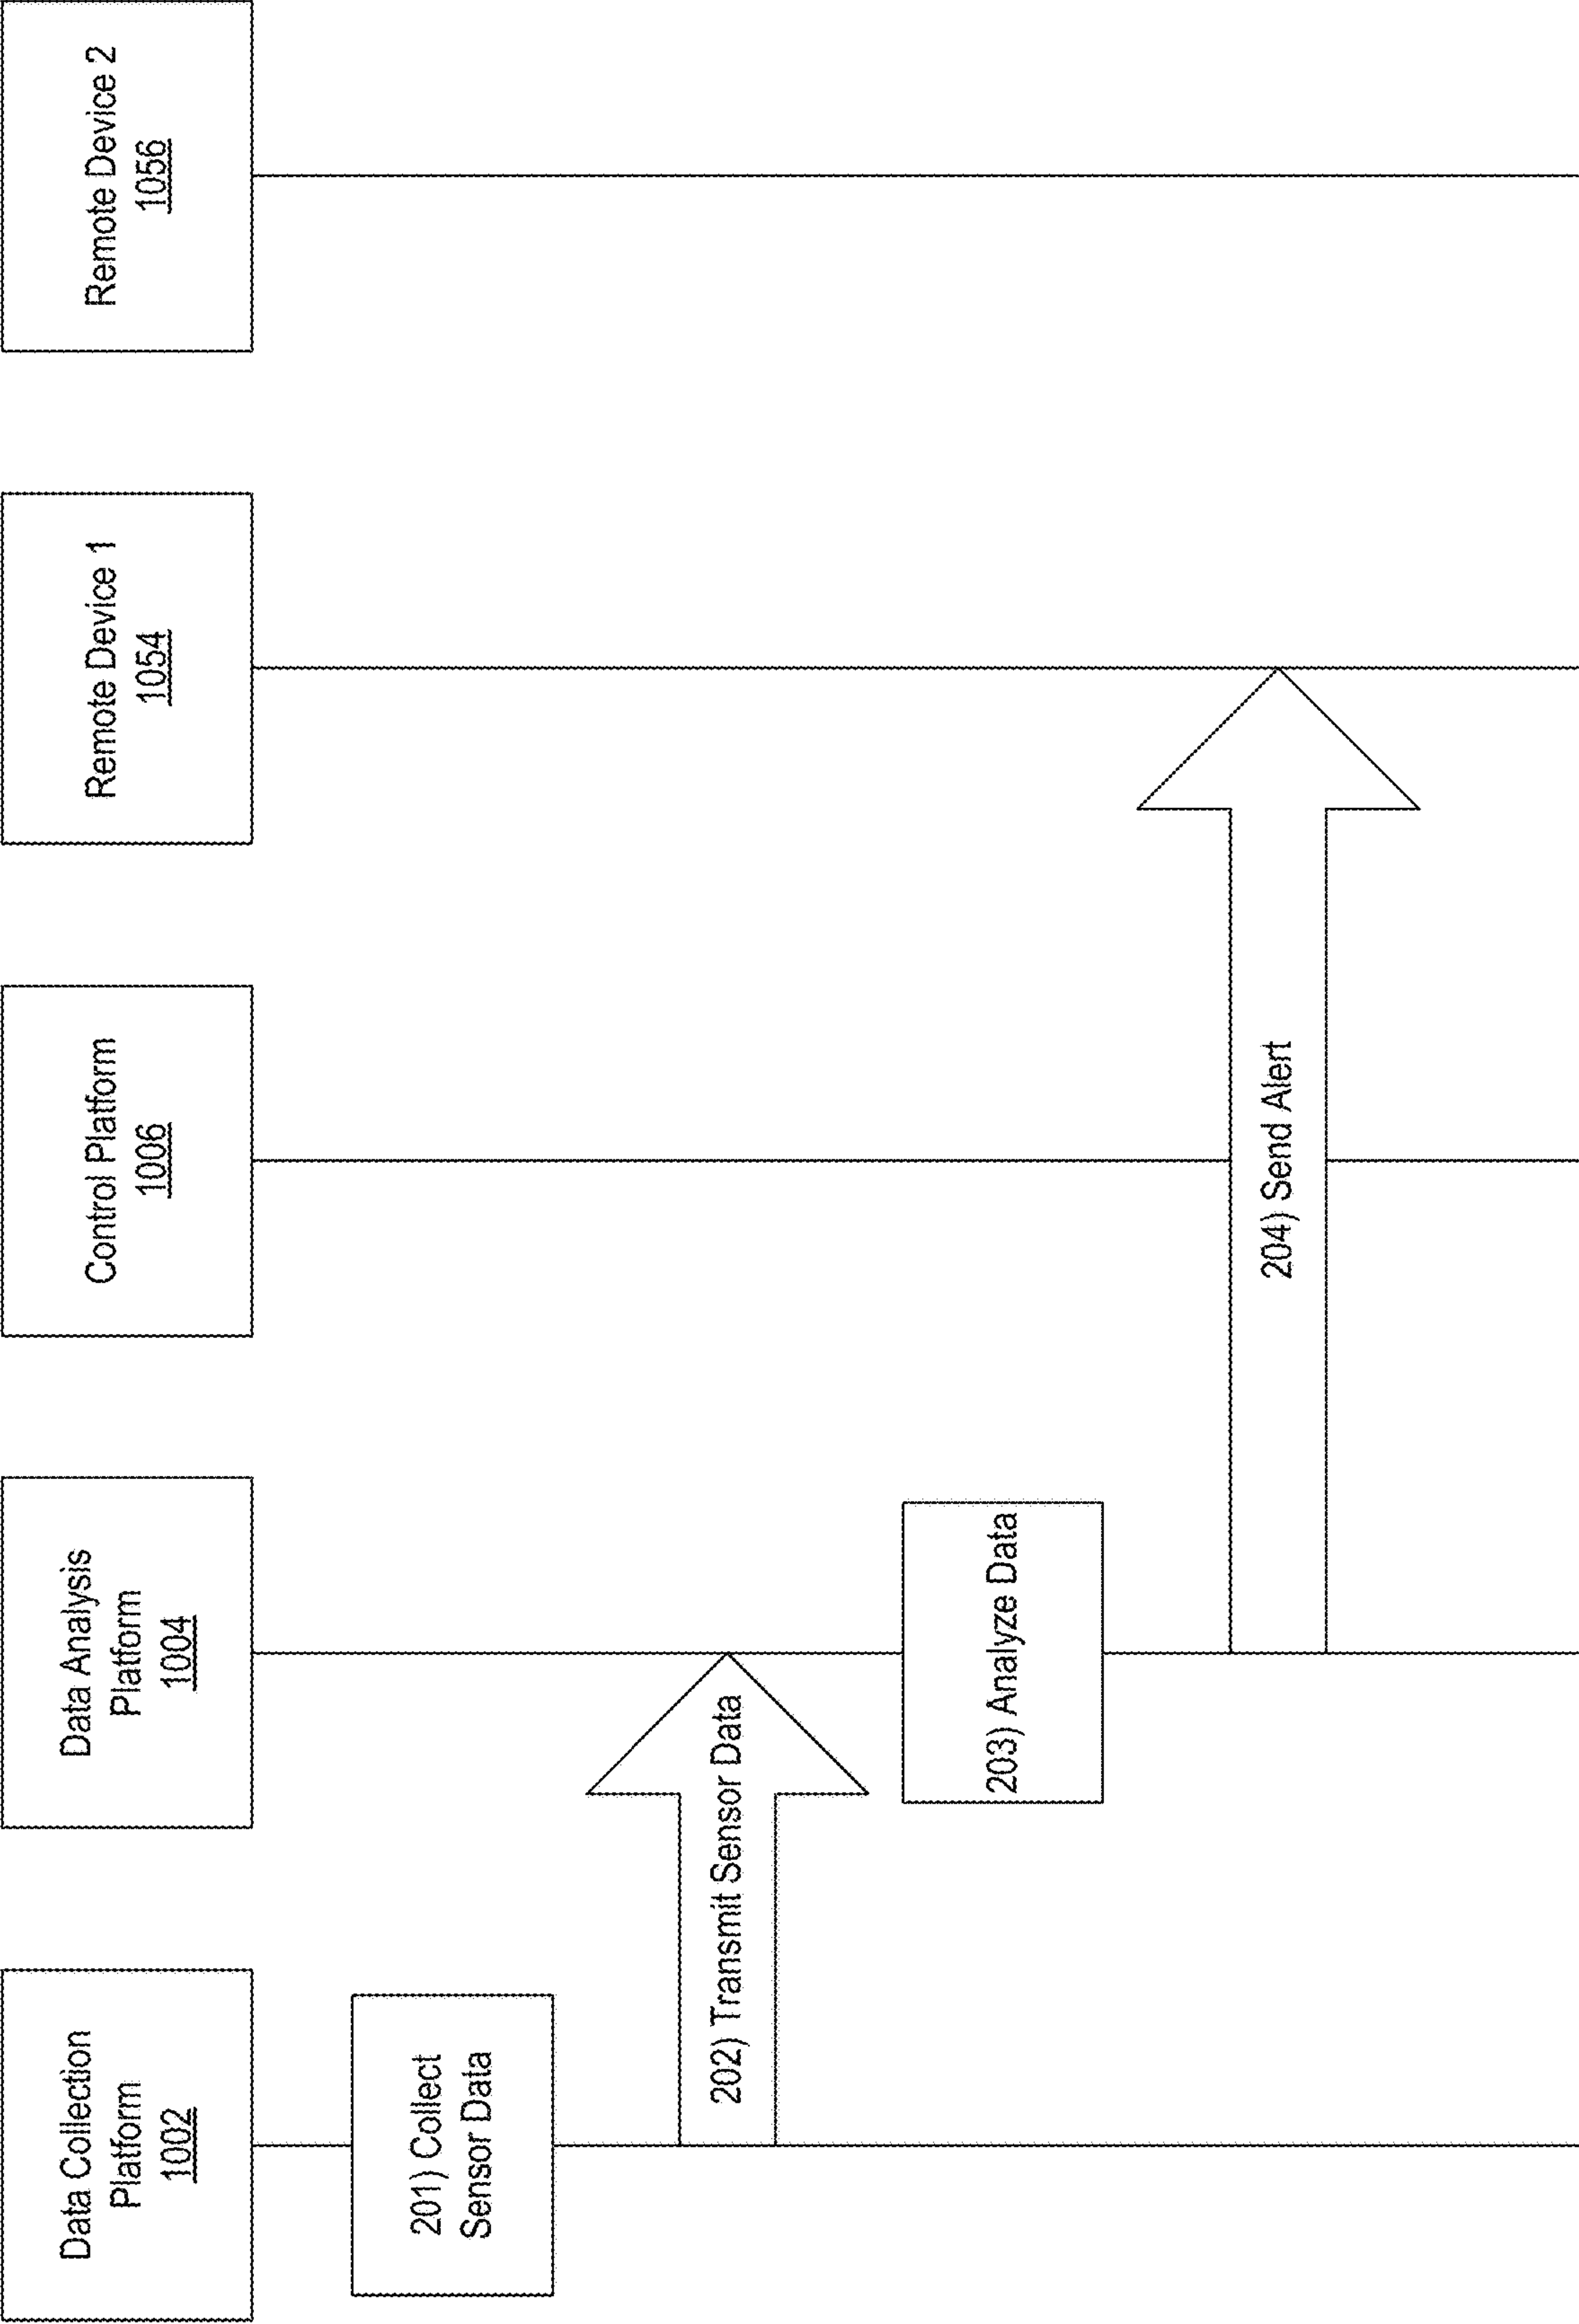 Data Collection
Platform
1002
Data Analysis
Platform
1004
Control Platform
1006
Remote Device 1
1054
Remote Device 2
1056
201) Collect
Sensor Data
202) Transmit Sensor Data
203) Analyze Data
204) Send Alert